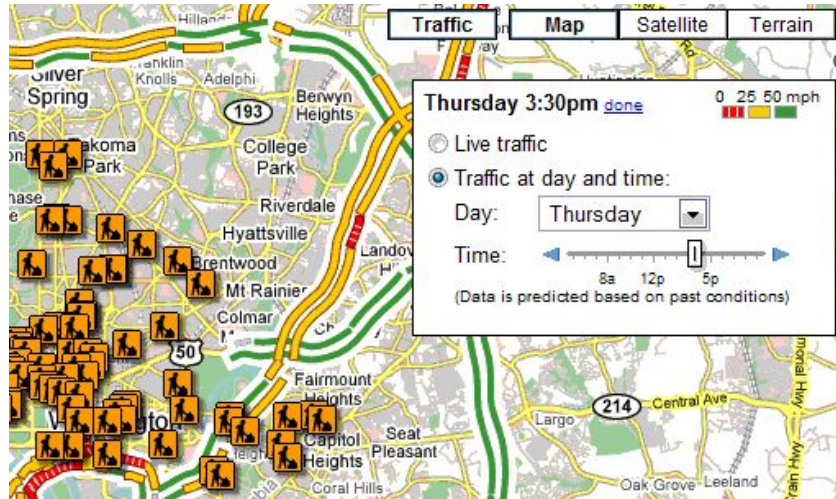 Hilland
Traffic
Map
Satellite
Terrain
Silver
Spring
Knolls
Adelphi
193
Berwyn
Heights
College
Park
Takoma
Park
Riverdale
Hyattsville
Brentwood
Mt Rainier
Colmar
50
Landov
Thursday 3:30pm done
0 25 50 mph
Live traffic
Traffic at day and time:
Day: Thursday
Time:
8a 12p 5p
(Data is predicted based on past conditions)
Fairmount
Heights
Capitol
Heights
Seat
Pleasant
Coral Hills
214
Central Ave
Largo
Oak Grove
Leeland